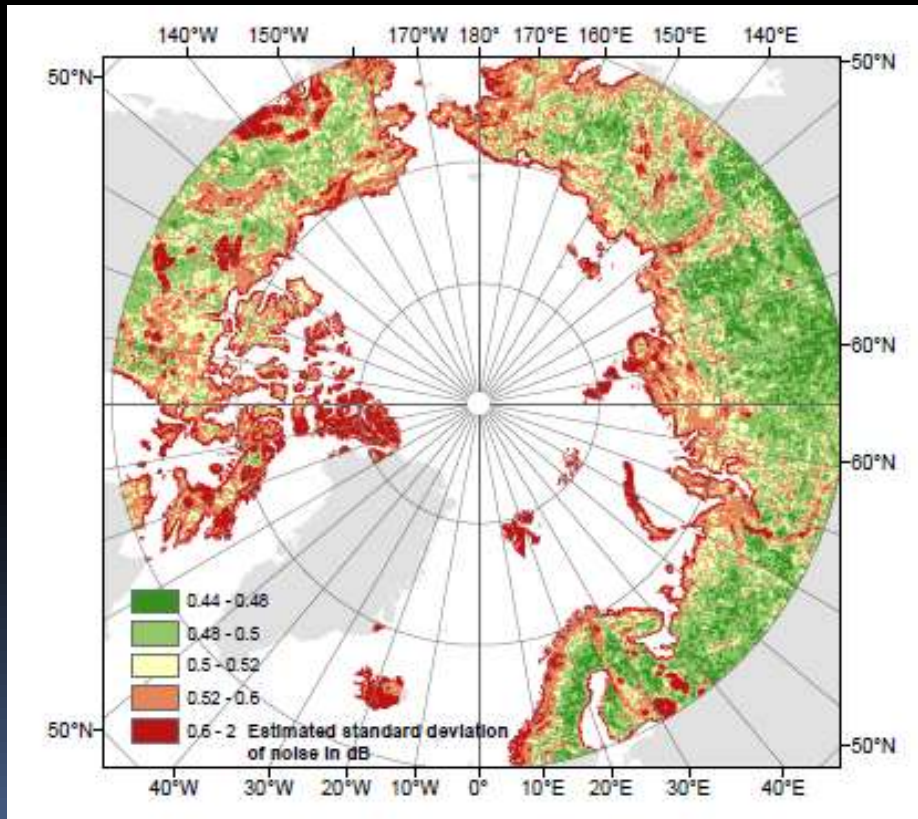 140°W 150°W 170°W 180° 170°E 160°E 150°E 140°E
50°N 50°N
60°N
60°N
0.44 - 0.46
0.48 - 0.5
0.5 - 0.52
0.52 - 0.6
0.6 - 2 Estimated standard deviation
of noise in dB
50°N 50°N
40°W 30°W 20°W 10°W 0° 10°E 20°E 30°E 40°E